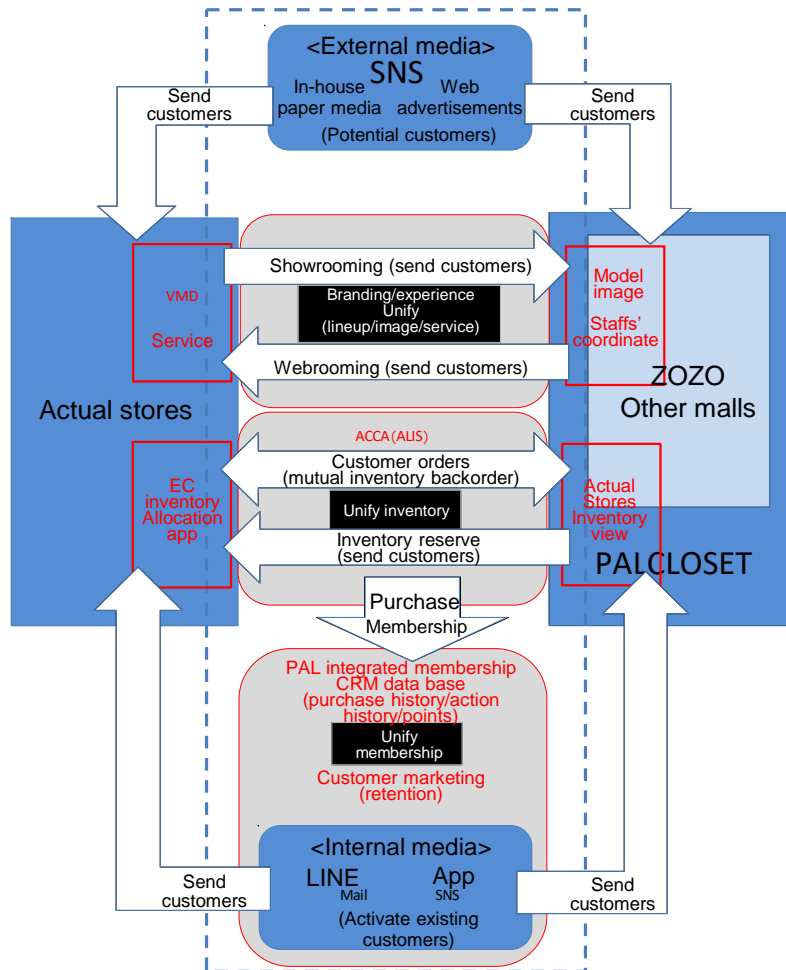 <External media>
SNS
In-house
paper media
Web
advertisements
(Potential customers)
Send
customers
Send
customers
Showrooming (send customers)
Branding/experience
Unify
(lineup/image/service)
Webrooming (send customers)
VMD
Service
Model
image
Staffs'
coordinate
ZOZO
Other malls
Actual stores
ACCA (ALIS)
Customer orders
(mutual inventory backorder)
Unify inventory
Inventory reserve
(send customers)
EC
inventory
Allocation
app
Actual
Stores
Inventory
view
PALCLOSET
Purchase
Membership
PAL integrated membership
CRM data base
(purchase history/action
history/points)
Unify
membership
Customer marketing
(retention)
<Internal media>
LINE
Mail
App
SNS
(Activate existing
customers)
Send
customers
Send
customers